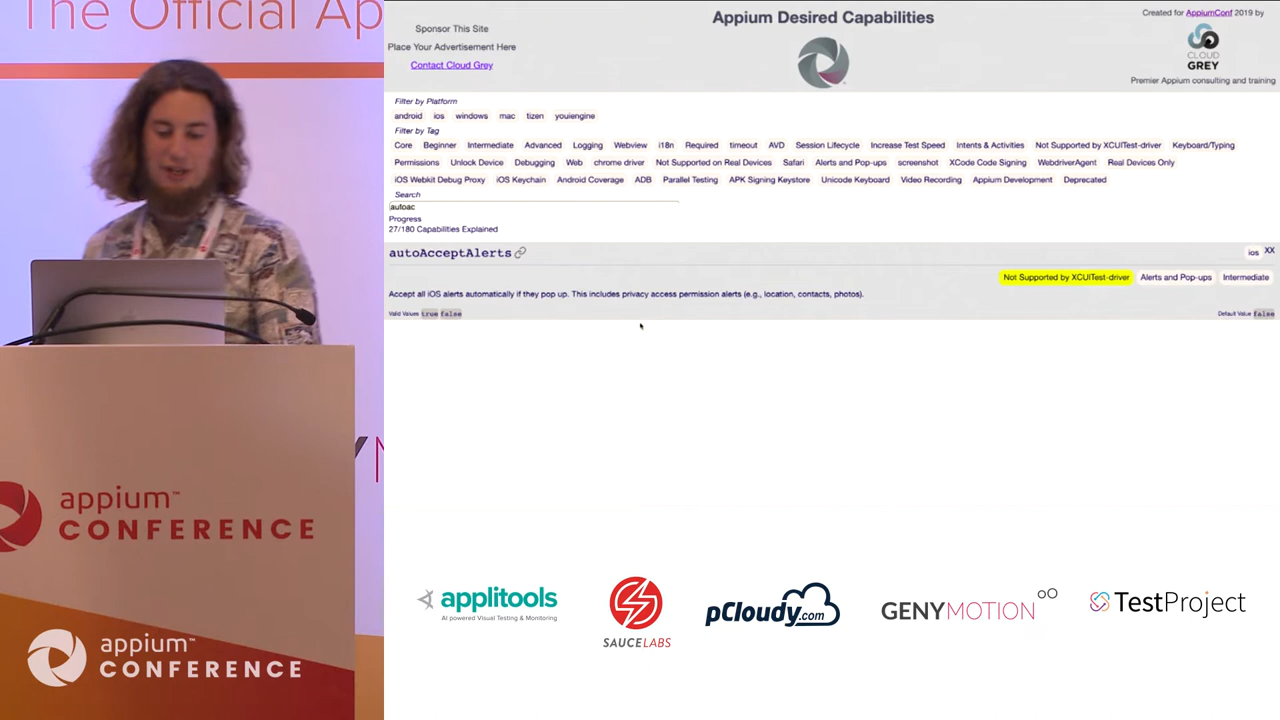 The Official Ap
appium™
CONFERENCE
appium™
CONFERENCE
Sponsor This Site
Place Your Advertisement Here
Contact Cloud Grey
Appium Desired Capabilities
Created for AppiumConf 2019 by
CLOUD
GREY
Premier Appium consulting and training
Filter by Platform
android ios windows mac tizen youiengine
Filter by Tag
Core Beginner Intermediate Advanced Logging Webview i18n Required timeout AVD Session Lifecycle Increase Test Speed Intents & Activities Not Supported by XCUITest-driver Keyboard/Typing
Permissions Unlock Device Debugging Web chrome driver Not Supported on Real Devices Safari Alerts and Pop-ups screenshot XCode Code Signing WebdriverAgent Real Devices Only
iOS Webkit Debug Proxy iOS Keychain Android Coverage ADB Parallel Testing APK Signing Keystore Unicode Keyboard Video Recording Appium Development Deprecated
Search
autoac
Progress
27/180 Capabilities Explained
autoAcceptAlerts ios XX
Not Supported by XCUITest-driver Alerts and Pop-ups Intermediate
Accept all iOS alerts automatically if they pop up. This includes privacy access permission alerts (e.g., location, contacts, photos).
Valid Values true false Default Value false
applitools
AI powered Visual Testing & Monitoring
SAUCELABS
pCloudy.com
GENYMOTION
TestProject